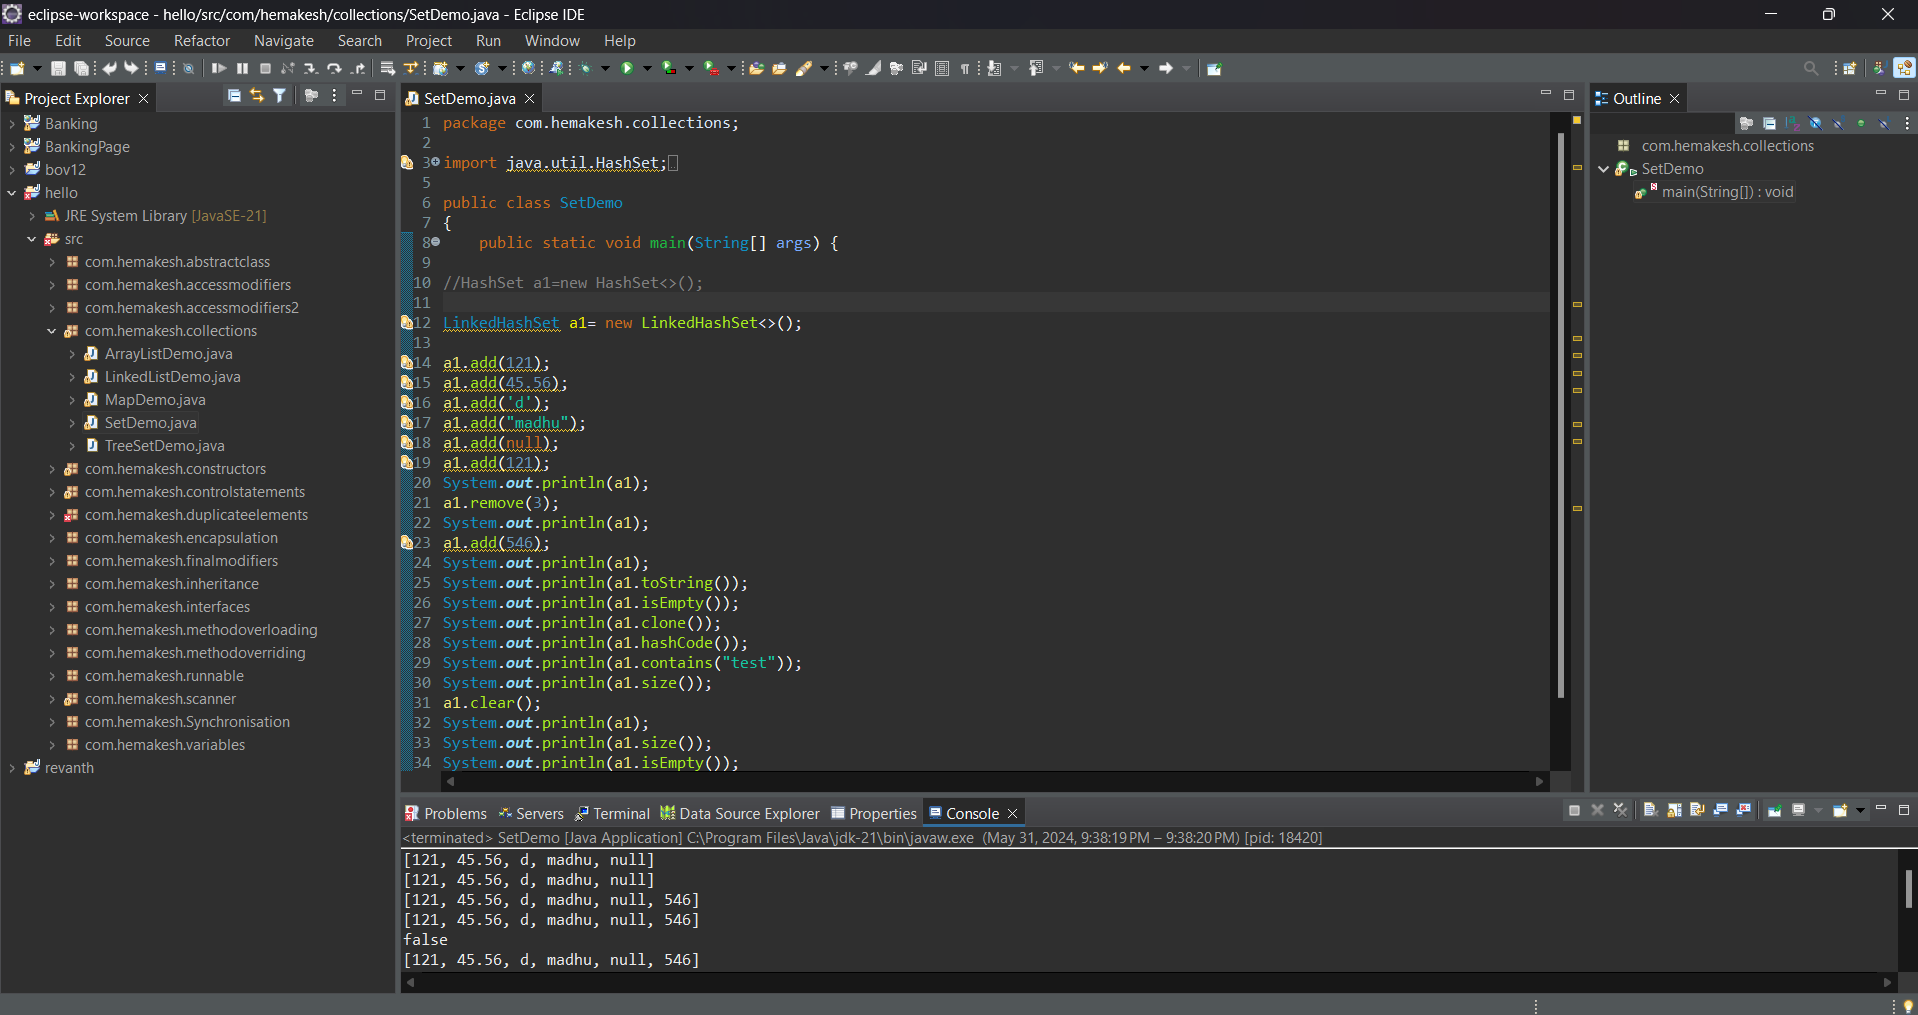 eclipse-workspace - hello/src/com/hemakesh/collections/SetDemo.java - Eclipse IDE
File Edit Source Refactor Navigate Search Project Run Window Help
Project Explorer
Banking
BankingPage
bov12
hello
JRE System Library [JavaSE-21]
src
com.hemakesh.abstractclass
com.hemakesh.accessmodifiers
com.hemakesh.accessmodifiers2
com.hemakesh.collections
ArrayListDemo.java
LinkedListDemo.java
MapDemo.java
SetDemo.java
TreeSetDemo.java
com.hemakesh.constructors
com.hemakesh.controlstatements
com.hemakesh.duplicateelements
com.hemakesh.encapsulation
com.hemakesh.finalmodifiers
com.hemakesh.inheritance
com.hemakesh.interfaces
com.hemakesh.methodoverloading
com.hemakesh.methodoverriding
com.hemakesh.runnable
com.hemakesh.scanner
com.hemakesh.Synchronisation
com.hemakesh.variables
revanth
SetDemo.java
1 package com.hemakesh.collections;
2
3 import java.util.HashSet;
5
6 public class SetDemo
7 {
8 public static void main(String[] args) {
9
10 //HashSet a1=new HashSet<>();
11
12 LinkedHashSet a1= new LinkedHashSet<>();
13
14 a1.add(121);
15 a1.add(45.56);
16 a1.add('d');
17 a1.add("madhu");
18 a1.add(null);
19 a1.add(121);
20 System.out.println(a1);
21 a1.remove(3);
22 System.out.println(a1);
23 a1.add(546);
24 System.out.println(a1);
25 System.out.println(a1.toString());
26 System.out.println(a1.isEmpty());
27 System.out.println(a1.clone());
28 System.out.println(a1.hashCode());
29 System.out.println(a1.contains("test"));
30 System.out.println(a1.size());
31 a1.clear();
32 System.out.println(a1);
33 System.out.println(a1.size());
34 System.out.println(a1.isEmpty());
Outline
com.hemakesh.collections
SetDemo
main(String[]) : void
Problems Servers Terminal Data Source Explorer Properties Console
<terminated> SetDemo [Java Application] C:\Program Files\Java\jdk-21\bin\javaw.exe (May 31, 2024, 9:38:19 PM – 9:38:20 PM) [pid: 18420]
[121, 45.56, d, madhu, null]
[121, 45.56, d, madhu, null]
[121, 45.56, d, madhu, null, 546]
[121, 45.56, d, madhu, null, 546]
false
[121, 45.56, d, madhu, null, 546]